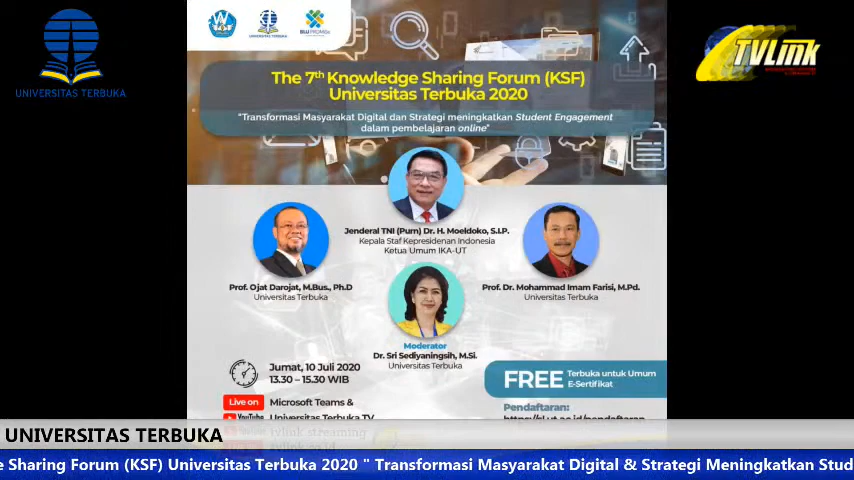 UNIVERSITAS TERBUKA
UNIVERSITAS TERBUKA
TVLink
The 7th Knowledge Sharing Forum (KSF)
Universitas Terbuka 2020
"Transformasi Masyarakat Digital dan Strategi meningkatkan Student Engagement
dalam pembelajaran online"
Jenderal TNI (Purn) Dr. H. Moeldoko, S.I.P.
Kepala Staf Kepresidenan Indonesia
Ketua Umum IKA-UT
Prof. Ojat Darojat, M.Bus., Ph.D
Universitas Terbuka
Prof. Dr. Mohammad Imam Farisi, M.Pd.
Universitas Terbuka
Moderator
Dr. Sri Sediyaningsih, M.Si.
Universitas Terbuka
Jumat, 10 Juli 2020
13.30 – 15.30 WIB
FREE
Terbuka untuk Umum
E-Sertifikat
Live on
Microsoft Teams &
YouTube
Universitas Terbuka TV
tvlink streaming
Pendaftaran:
UNIVERSITAS TERBUKA
e Sharing Forum (KSF) Universitas Terbuka 2020 " Transformasi Masyarakat Digital & Strategi Meningkatkan Stud